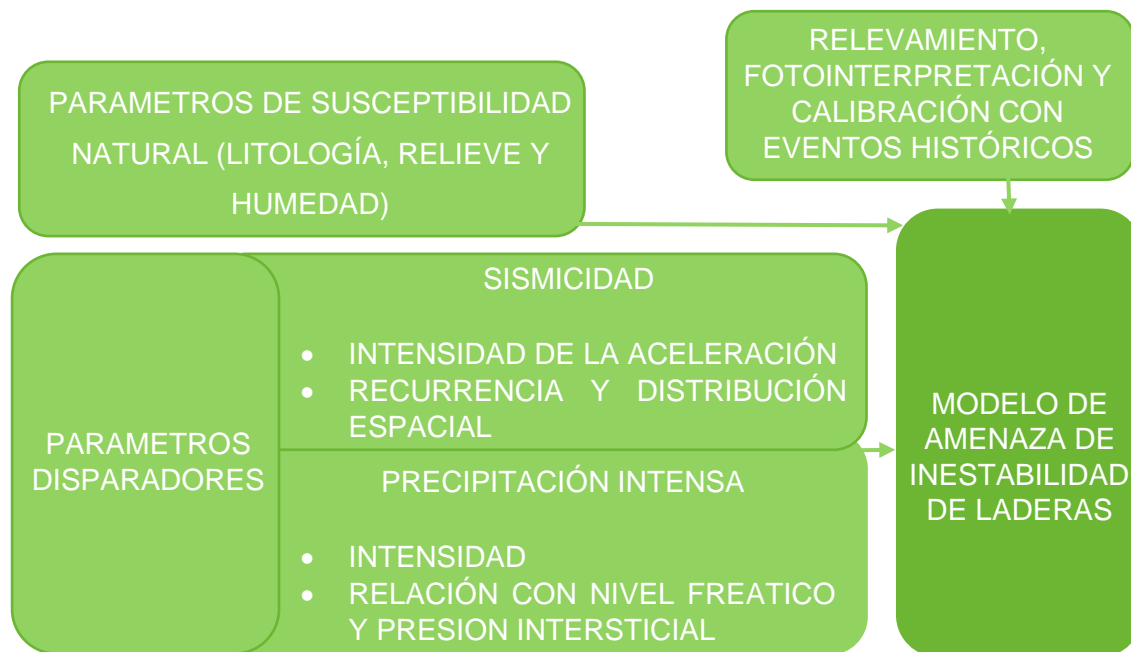 RELEVAMIENTO,
FOTOINTERPRETACIÓN Y
CALIBRACIÓN CON
EVENTOS HISTÓRICOS
PARAMETROS DE SUSCEPTIBILIDAD
NATURAL (LITOLOGÍA, RELIEVE Y
HUMEDAD)
PARAMETROS
DISPARADORES
SISMICIDAD
• INTENSIDAD DE LA ACELERACIÓN
• RECURRENCIA Y DISTRIBUCIÓN
ESPACIAL
PRECIPITACIÓN INTENSA
• INTENSIDAD
• RELACIÓN CON NIVEL FREATICO
Y PRESION INTERSTICIAL
MODELO DE
AMENAZA DE
INESTABILIDAD
DE LADERAS